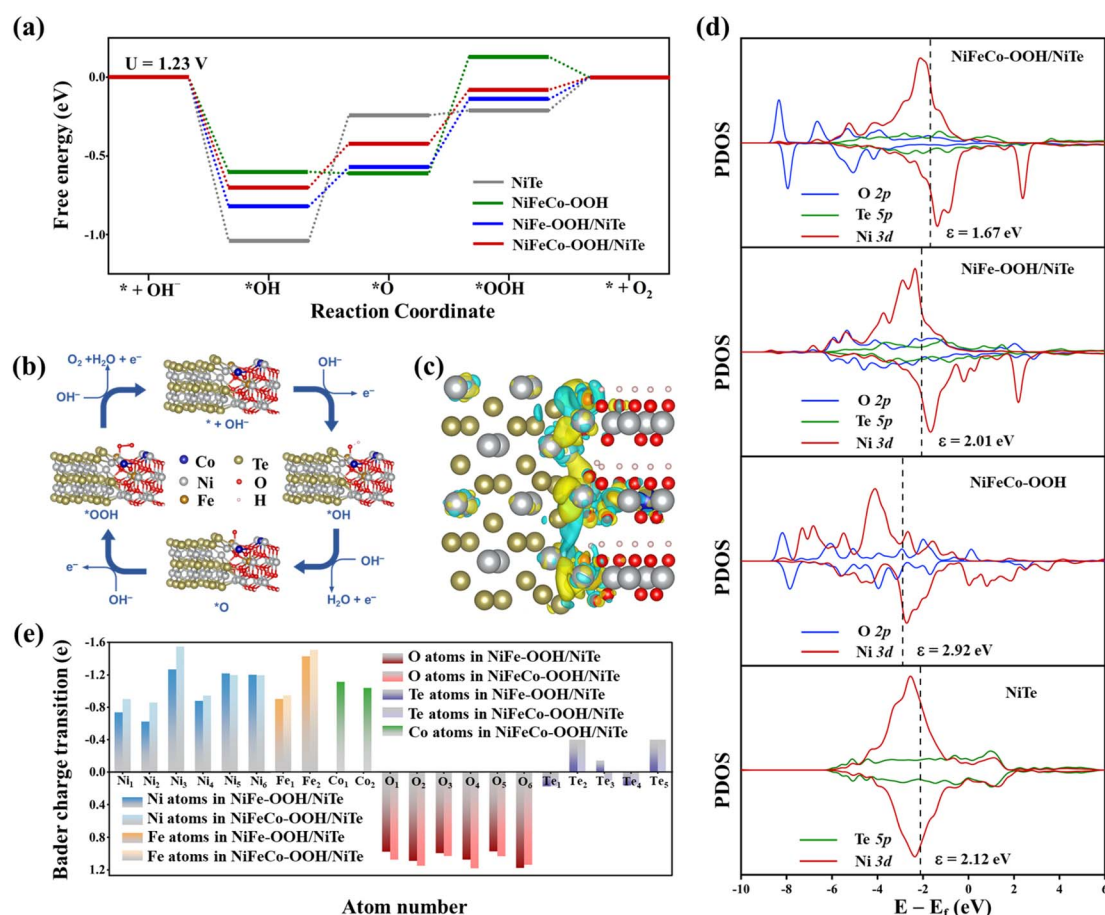 (a)
U = 1.23 V
Free energy (eV)
0.0
-0.5
-1.0
NiTe
NiFeCo-OOH
NiFe-OOH/NiTe
NiFeCo-OOH/NiTe
* + OH⁻
*OH
*O
*OOH
* + O₂
Reaction Coordinate
(b)
O₂ +H₂O + e⁻
OH⁻
* + OH⁻
OH⁻
e⁻
Co
Te
Ni
O
Fe
H
*OOH
*OH
e⁻
OH⁻
*O
OH⁻
H₂O + e⁻
(c)
(d)
PDOS
NiFeCo-OOH/NiTe
O 2p
Te 5p
Ni 3d
ε = 1.67 eV
PDOS
NiFe-OOH/NiTe
O 2p
Te 5p
Ni 3d
ε = 2.01 eV
PDOS
NiFeCo-OOH
O 2p
Ni 3d
ε = 2.92 eV
PDOS
NiTe
Te 5p
Ni 3d
ε = 2.12 eV
-10 -8 -6 -4 -2 0 2 4 6
E − E_f (eV)
(e)
Bader charge transition (e)
-1.6
-1.2
-0.8
-0.4
0.0
0.4
0.8
1.2
O atoms in NiFe-OOH/NiTe
O atoms in NiFeCo-OOH/NiTe
Te atoms in NiFe-OOH/NiTe
Te atoms in NiFeCo-OOH/NiTe
Co atoms in NiFeCo-OOH/NiTe
Ni₁ Ni₂ Ni₃ Ni₄ Ni₅ Ni₆ Fe₁ Fe₂ Co₁ Co₂ O₁ O₂ O₃ O₄ O₅ O₆ Te₁ Te₂ Te₃ Te₄ Te₅
Ni atoms in NiFe-OOH/NiTe
Ni atoms in NiFeCo-OOH/NiTe
Fe atoms in NiFe-OOH/NiTe
Fe atoms in NiFeCo-OOH/NiTe
Atom number